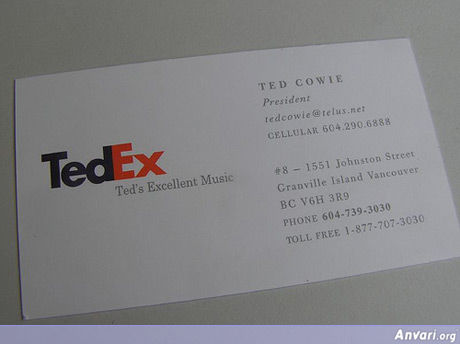 TedEx
Ted's Excellent Music
TED COWIE
President
tedcowie@telus.net
CELLULAR 604.290.6888
#8 – 1551 Johnston Street
Granville Island Vancouver
BC V6H 3R9
PHONE 604-739-3030
TOLL FREE 1-877-707-3030
Anvari.org